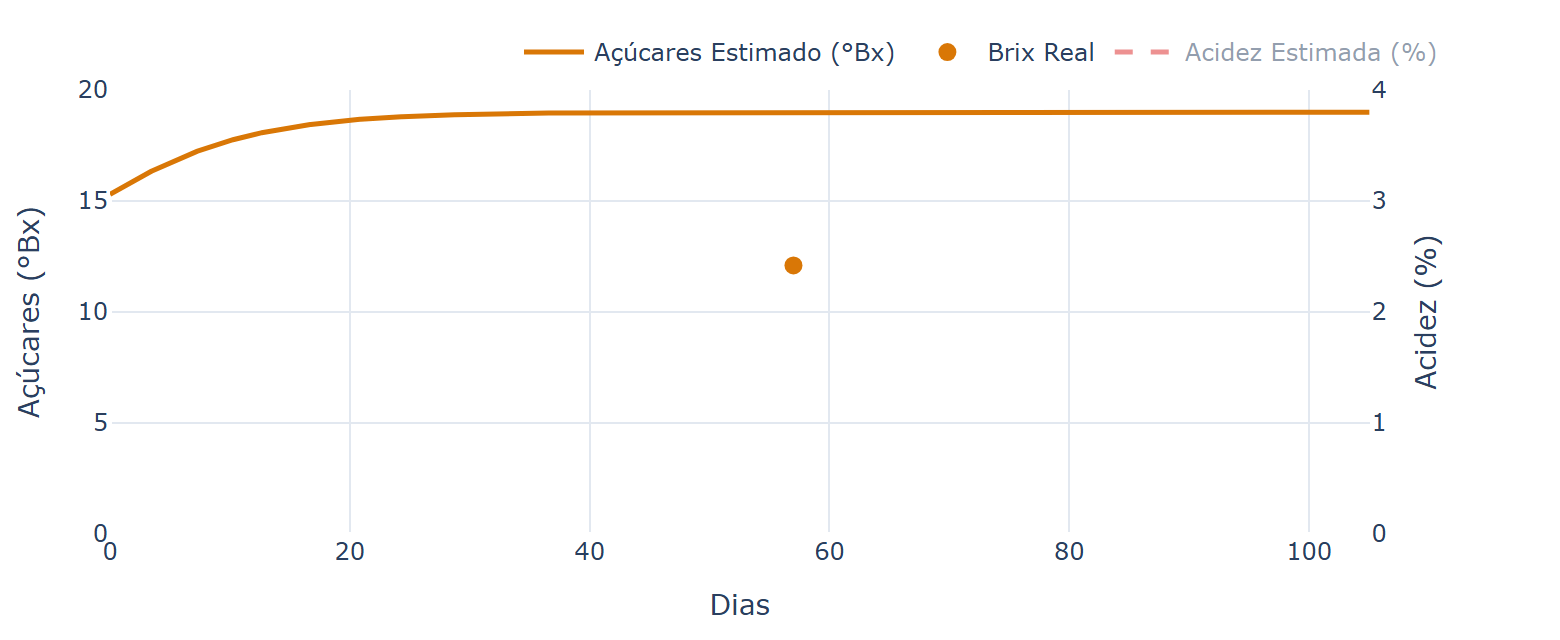 Açúcares Estimado (°Bx) Brix Real Acidez Estimada (%)
20 4
15 3
10 2
5 1
0 0
Açúcares (°Bx)
Acidez (%)
0 20 40 60 80 100
Dias